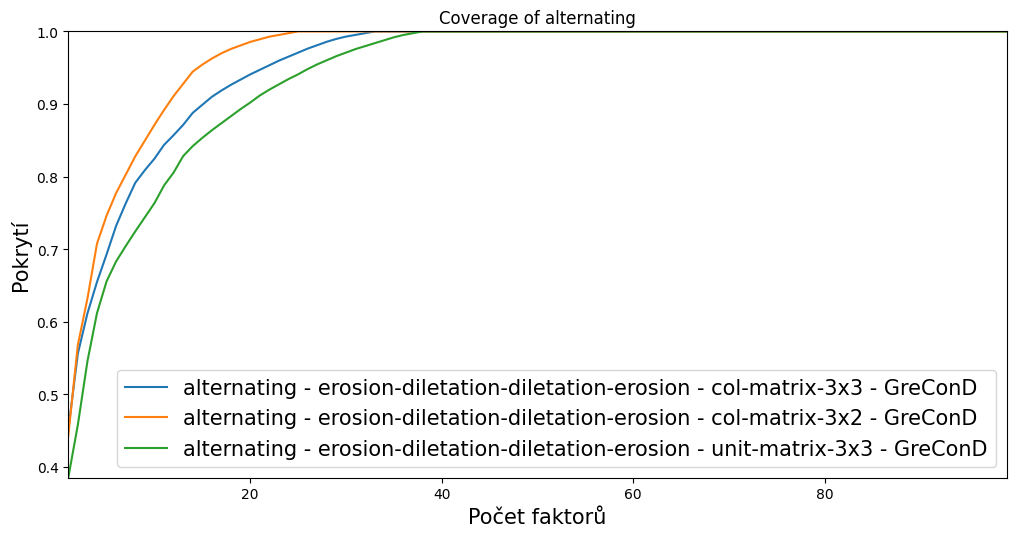 Coverage of alternating
1.0
0.9
0.8
0.7
0.6
0.5
0.4
Pokrytí
20
40
60
80
Počet faktorů
alternating - erosion-diletation-diletation-erosion - col-matrix-3x3 - GreConD
alternating - erosion-diletation-diletation-erosion - col-matrix-3x2 - GreConD
alternating - erosion-diletation-diletation-erosion - unit-matrix-3x3 - GreConD